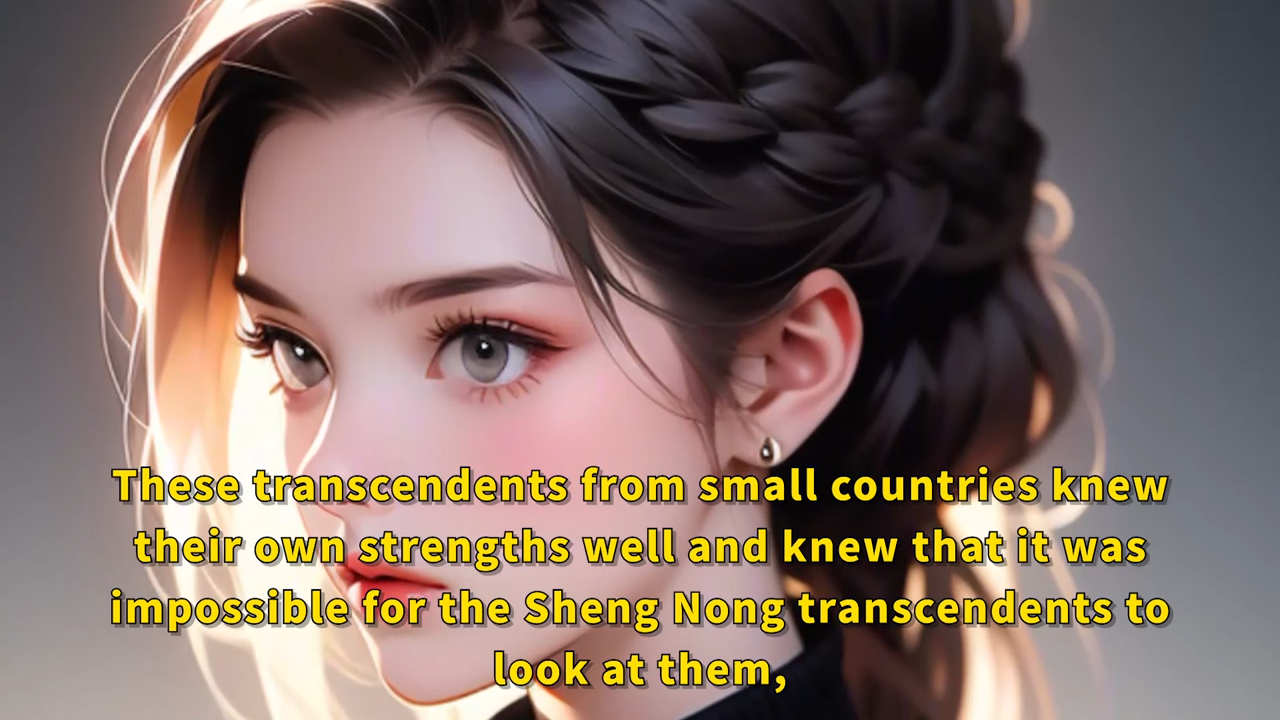 These transcendents from small countries knew
their own strengths well and knew that it was
impossible for the Sheng Nong transcendents to
look at them,